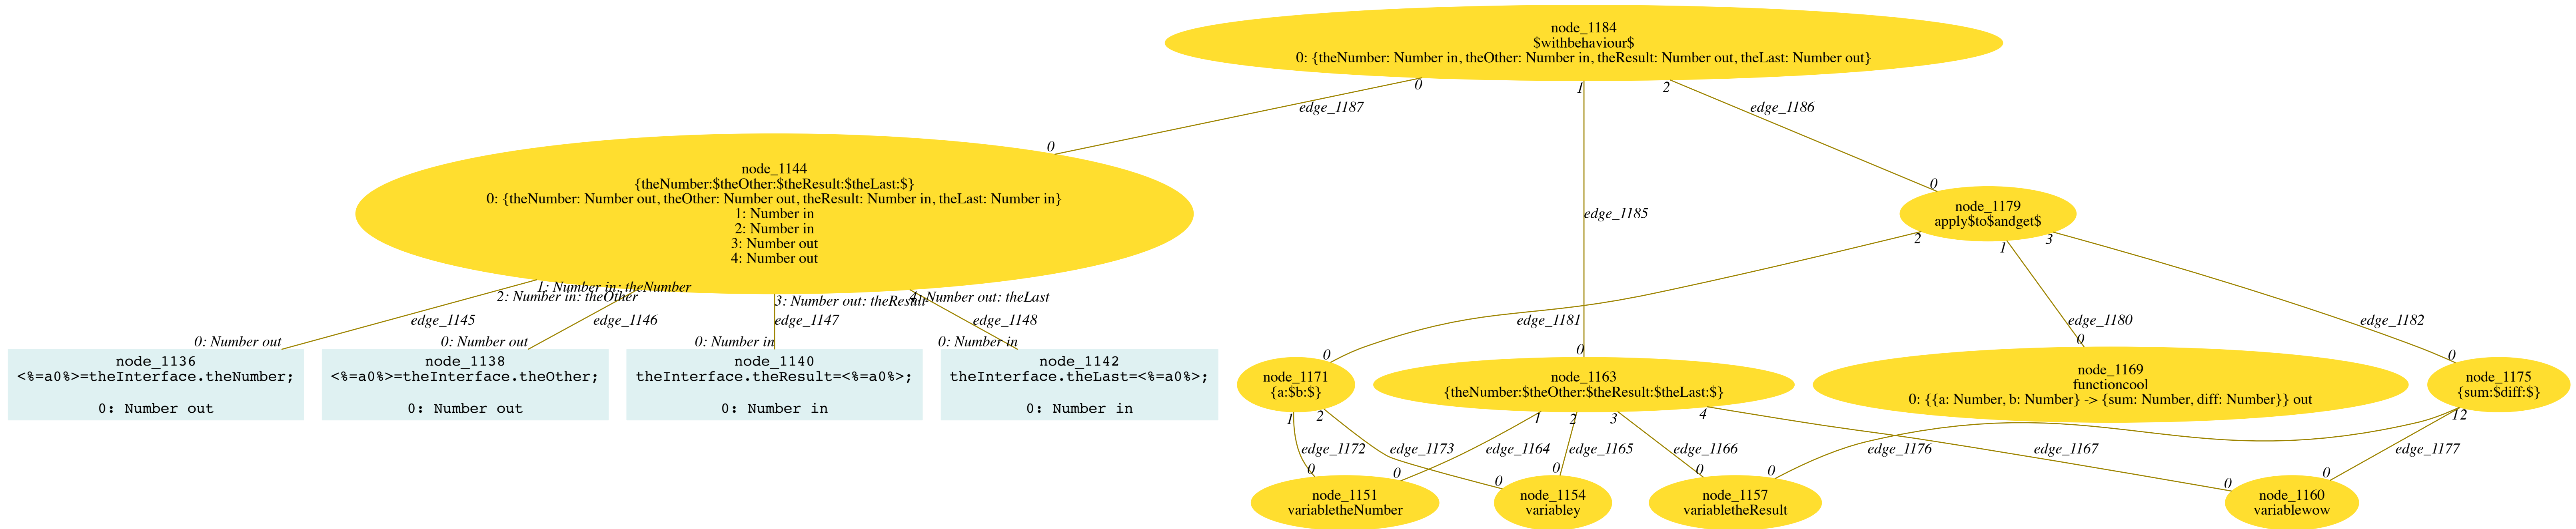 node_1184
$withbehaviour$
0: {theNumber: Number in, theOther: Number in, theResult: Number out, theLast: Number out}
0
1
2
edge_1187
edge_1186
0
node_1144
{theNumber:$theOther:$theResult:$theLast:$}
0: {theNumber: Number out, theOther: Number out, theResult: Number in, theLast: Number in}
1: Number in
2: Number in
3: Number out
4: Number out
edge_1185
0
node_1179
apply$to$andget$
2
1
3
1: Number in: theNumber
2: Number in: theOther
3: Number out: theResult
4: Number out: theLast
edge_1145
edge_1146
edge_1147
edge_1148
edge_1181
edge_1180
edge_1182
0: Number out
0: Number out
0: Number in
0: Number in
0
0
0
0
node_1136
<%=a0%>=theInterface.theNumber;
0: Number out
node_1138
<%=a0%>=theInterface.theOther;
0: Number out
node_1140
theInterface.theResult=<%=a0%>;
0: Number in
node_1142
theInterface.theLast=<%=a0%>;
0: Number in
node_1171
{a:$b:$}
node_1163
{theNumber:$theOther:$theResult:$theLast:$}
node_1169
functioncool
0: {{a: Number, b: Number} -> {sum: Number, diff: Number}} out
node_1175
{sum:$diff:$}
1
2
1
2
3
4
1
2
edge_1172
edge_1173
edge_1164
edge_1165
edge_1166
edge_1176
edge_1167
edge_1177
0
0
0
0
0
0
0
0
node_1151
variabletheNumber
node_1154
variabley
node_1157
variabletheResult
node_1160
variablewow